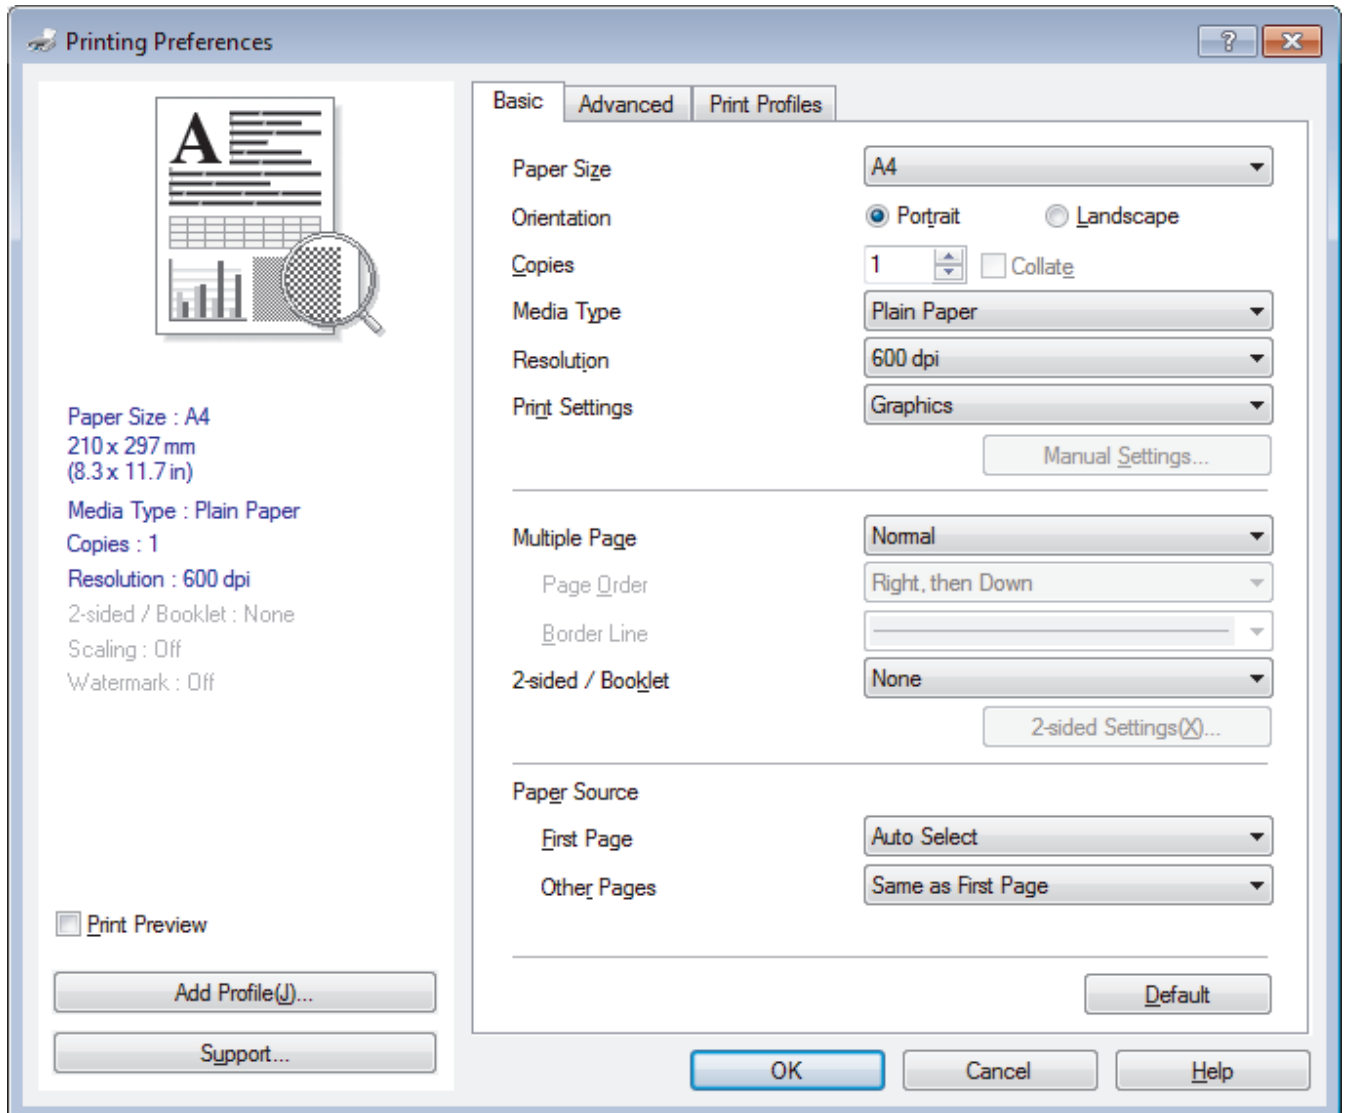 Printing Preferences
Basic
Advanced
Print Profiles
A
Paper Size A4
Orientation Portrait Landscape
Copies 1 Collate
Media Type Plain Paper
Resolution 600 dpi
Print Settings Graphics
Manual Settings...
Multiple Page Normal
Page Order Right, then Down
Border Line
2-sided / Booklet None
2-sided Settings(X)...
Paper Source
First Page Auto Select
Other Pages Same as First Page
Default
Paper Size : A4
210 x 297 mm
(8.3 x 11.7 in)
Media Type : Plain Paper
Copies : 1
Resolution : 600 dpi
2-sided / Booklet : None
Scaling : Off
Watermark : Off
Print Preview
Add Profile(J)...
Support...
OK
Cancel
Help